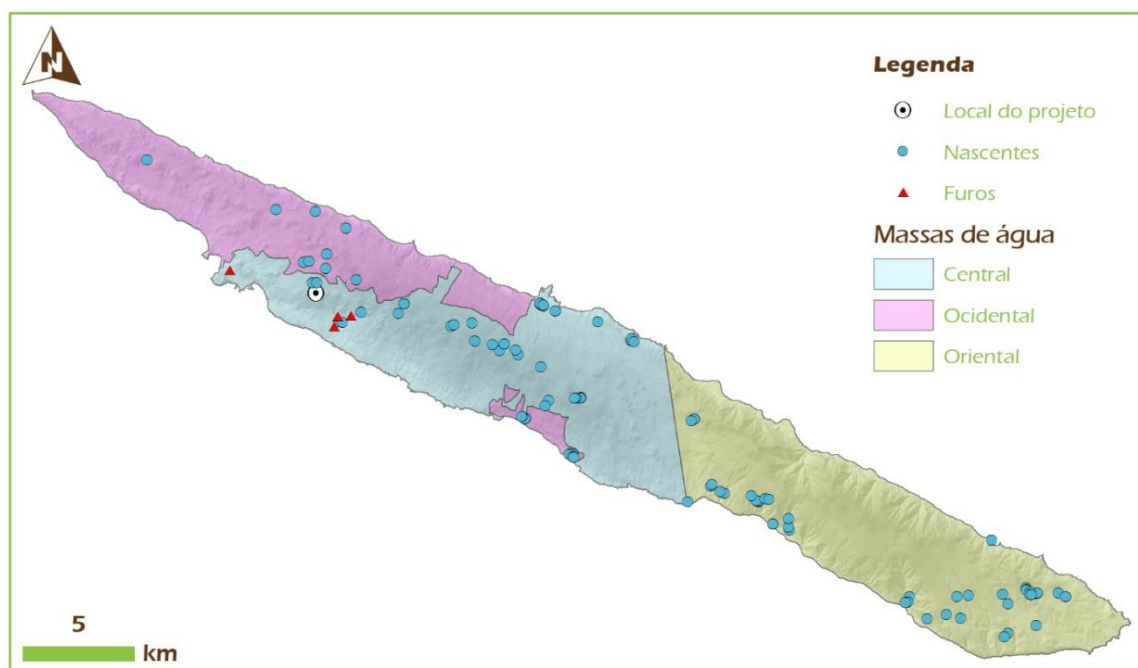 N
Legenda
Local do projeto
Nascentes
Furos
Massas de água
Central
Ocidental
Oriental
5
km